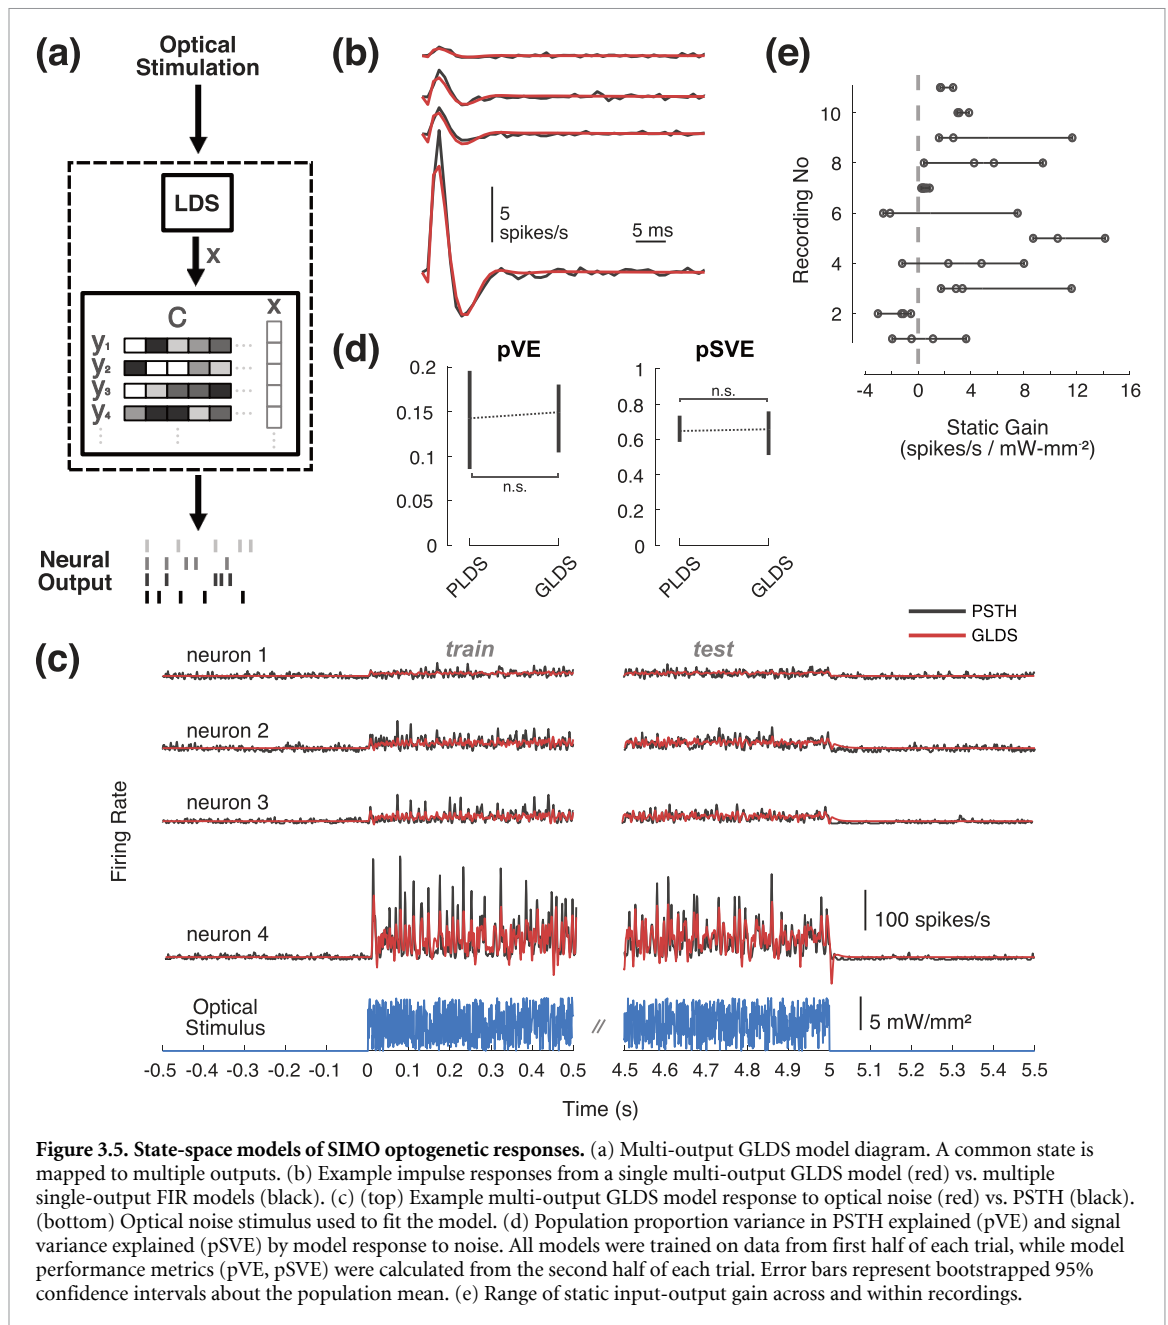 (a)
Optical
Stimulation
LDS
x
C
x
y₁
y₂
y₃
y₄
Neural
Output
(b)
5
spikes/s
5 ms
(e)
Recording No
10
8
6
4
2
-4 0 4 8 12 16
Static Gain
(spikes/s / mW-mm⁻²)
(d)
pVE
0.2
0.15
0.1
0.05
0
n.s.
PLDS
GLDS
pSVE
1
0.8
0.6
0.4
0.2
0
n.s.
PLDS
GLDS
PSTH
GLDS
(c)
train
test
neuron 1
neuron 2
neuron 3
neuron 4
Firing Rate
100 spikes/s
Optical
Stimulus
//
5 mW/mm²
-0.5 -0.4 -0.3 -0.2 -0.1 0 0.1 0.2 0.3 0.4 0.5 4.5 4.6 4.7 4.8 4.9 5 5.1 5.2 5.3 5.4 5.5
Time (s)
Figure 3.5. State-space models of SIMO optogenetic responses. (a) Multi-output GLDS model diagram. A common state is
mapped to multiple outputs. (b) Example impulse responses from a single multi-output GLDS model (red) vs. multiple
single-output FIR models (black). (c) (top) Example multi-output GLDS model response to optical noise (red) vs. PSTH (black).
(bottom) Optical noise stimulus used to fit the model. (d) Population proportion variance in PSTH explained (pVE) and signal
variance explained (pSVE) by model response to noise. All models were trained on data from first half of each trial, while model
performance metrics (pVE, pSVE) were calculated from the second half of each trial. Error bars represent bootstrapped 95%
confidence intervals about the population mean. (e) Range of static input-output gain across and within recordings.